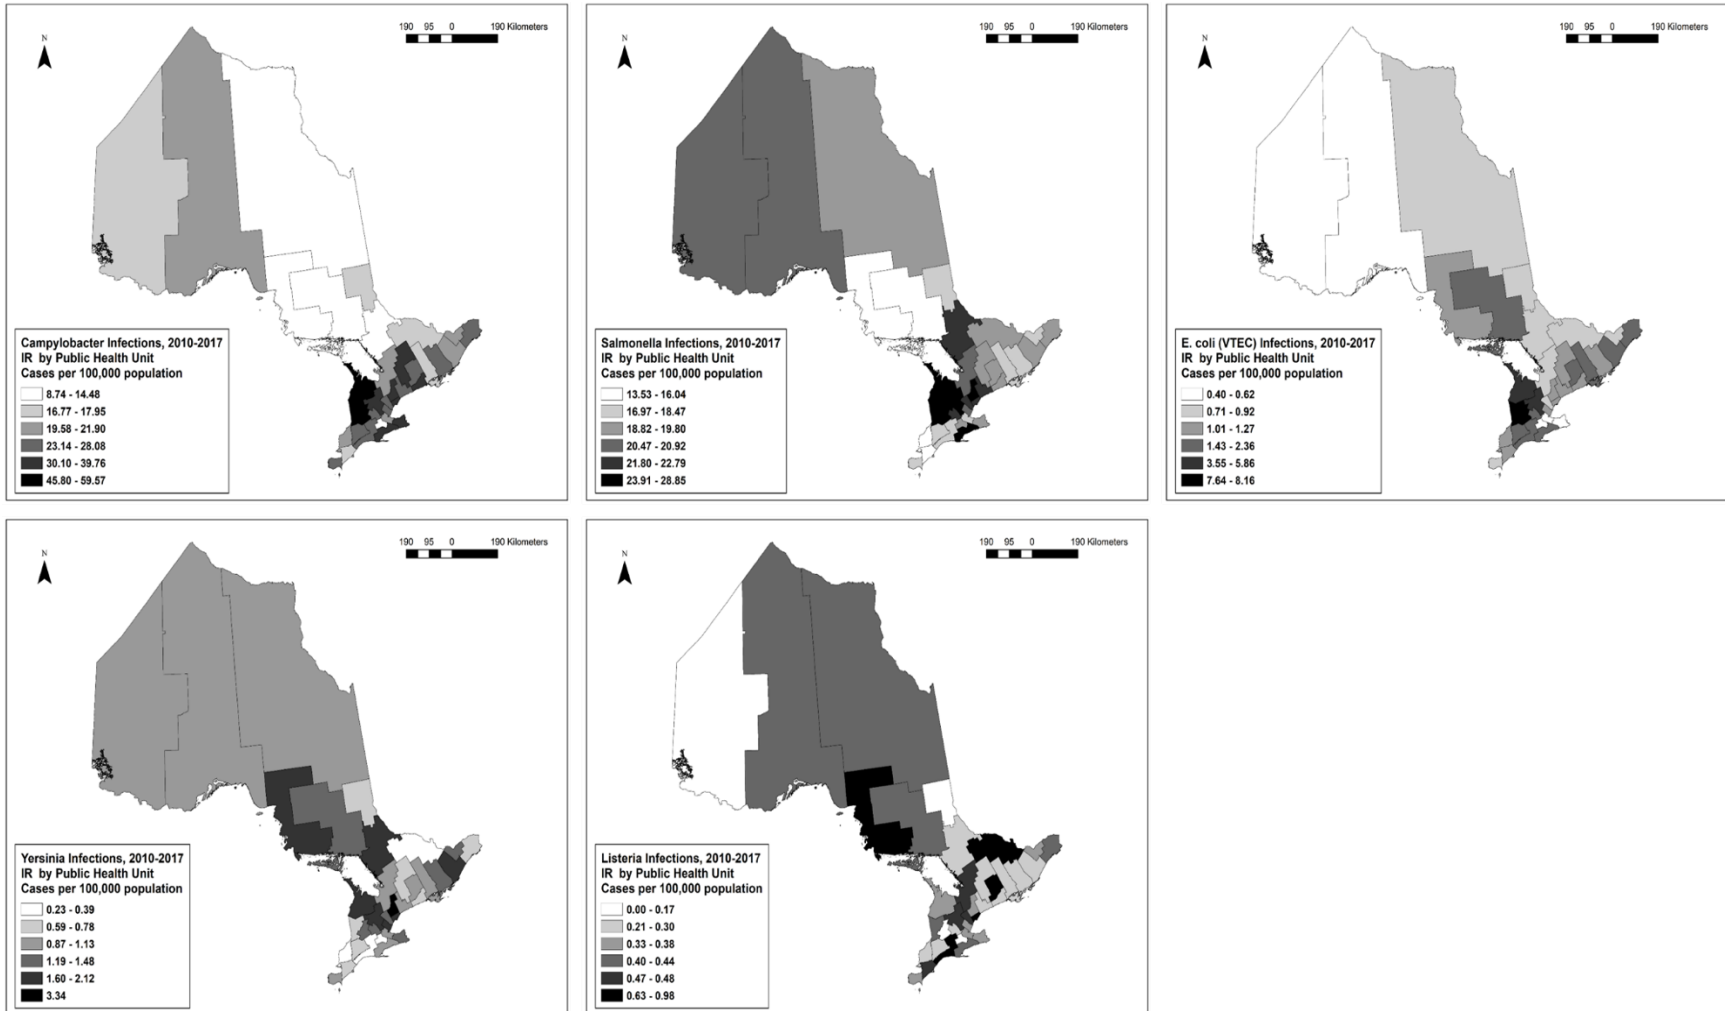 190 95 0 190 Kilometers
N
Campylobacter Infections, 2010-2017
IR by Public Health Unit
Cases per 100,000 population
8.74 - 14.48
16.77 - 17.95
19.58 - 21.90
23.14 - 28.08
30.10 - 39.76
45.80 - 59.57
190 95 0 190 Kilometers
N
Salmonella Infections, 2010-2017
IR by Public Health Unit
Cases per 100,000 population
13.53 - 16.04
16.97 - 18.47
18.82 - 19.80
20.47 - 20.92
21.80 - 22.79
23.91 - 28.85
190 95 0 190 Kilometers
N
E. coli (VTEC) Infections, 2010-2017
IR by Public Health Unit
Cases per 100,000 population
0.40 - 0.62
0.71 - 0.92
1.01 - 1.27
1.43 - 2.36
3.55 - 5.86
7.64 - 8.16
190 95 0 190 Kilometers
N
Yersinia Infections, 2010-2017
IR by Public Health Unit
Cases per 100,000 population
0.23 - 0.39
0.59 - 0.78
0.87 - 1.13
1.19 - 1.48
1.60 - 2.12
3.34
190 95 0 190 Kilometers
N
Listeria Infections, 2010-2017
IR by Public Health Unit
Cases per 100,000 population
0.00 - 0.17
0.21 - 0.30
0.33 - 0.38
0.40 - 0.44
0.47 - 0.48
0.63 - 0.98